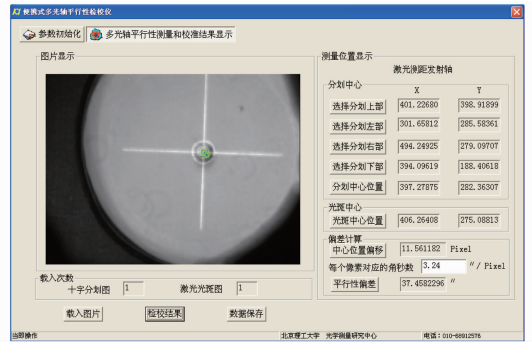 便携式多光轴平行性检校仪
参数初始化 多光轴平行性测量和校准结果显示
图片显示
测量位置显示
激光测距发射轴
分划中心
X Y
选择分划上部 401.22680 398.91899
选择分划左部 301.65812 285.58361
选择分划右部 494.24925 279.09707
选择分划下部 394.09619 188.40618
分划中心位置 397.27875 282.36307
光斑中心
光斑中心位置 406.26408 275.08813
偏差计算
中心位置偏移 11.561182 Pixel
每个像素对应的角秒数 3.24 ″/ Pixel
平行性偏差 37.4582296 ″
载入次数
十字分划图 1 激光光斑图 1
载入图片 检校结果 数据保存
当前操作 北京理工大学 光学测量研究中心 电话:010-68912576